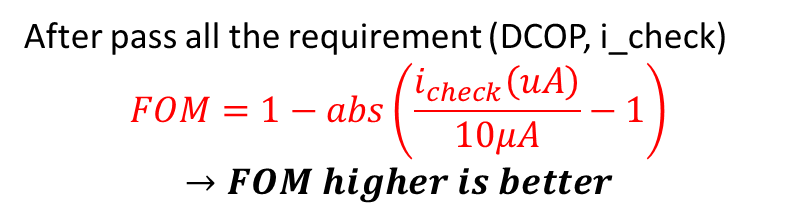 After pass all the requirement (DCOP, i_check)
FOM = 1 − abs(i_check(uA)/10μA − 1)
→ FOM higher is better